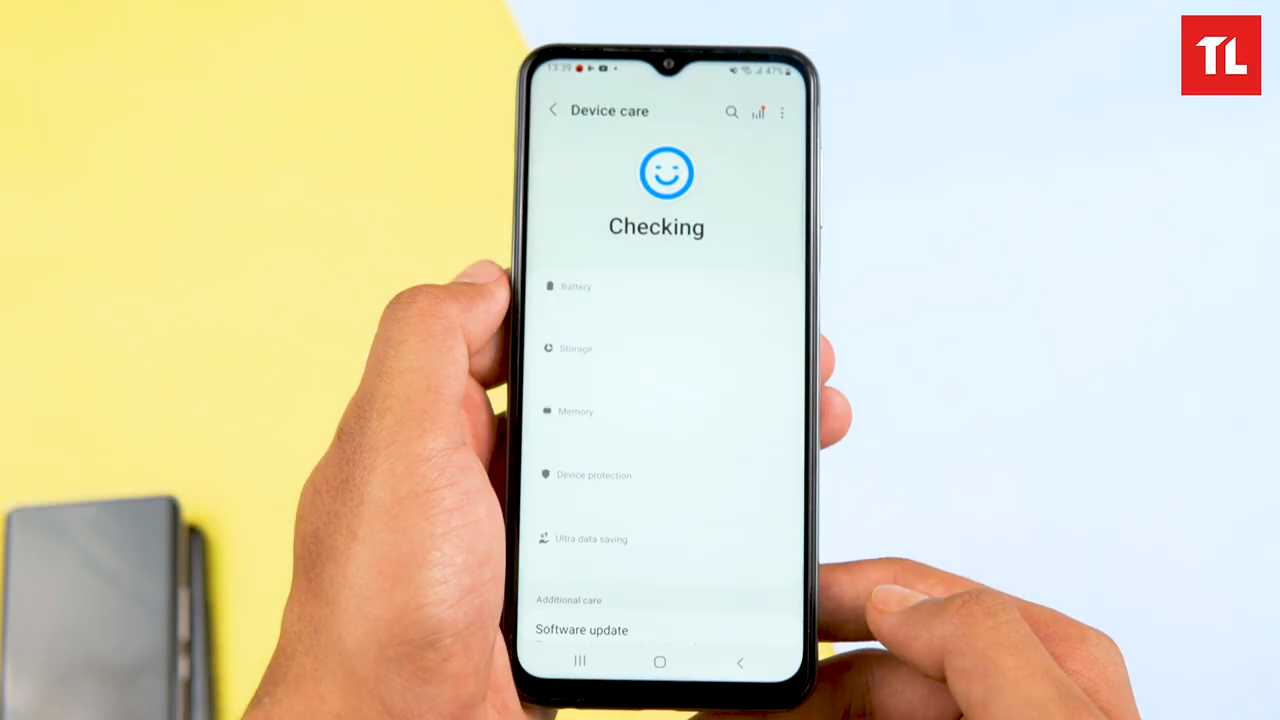 TL
13:39
47%
Device care
Checking
Battery
Storage
Memory
Device protection
Ultra data saving
Additional care
Software update